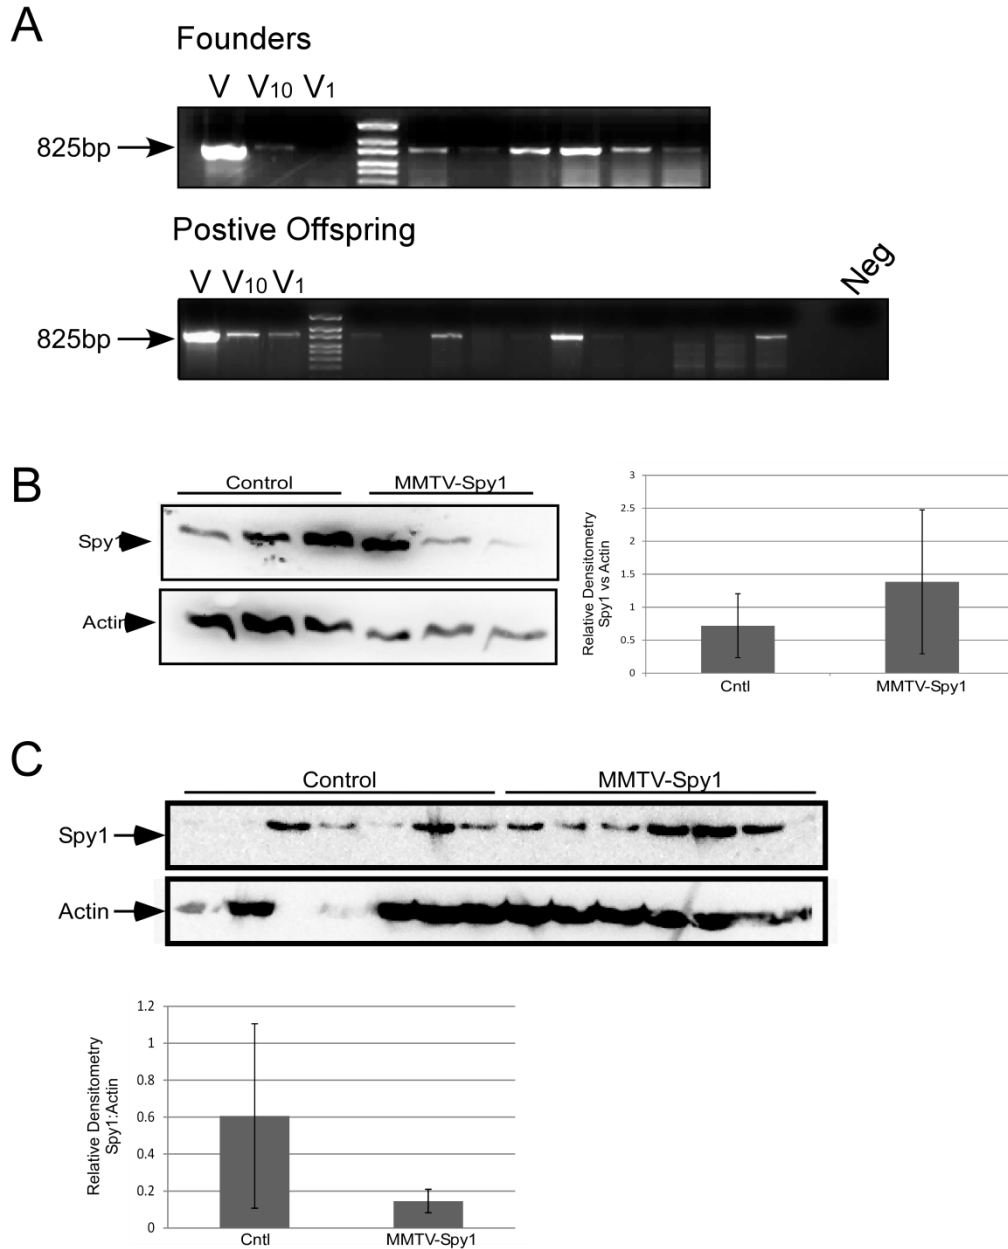 A
Founders
V V10 V1
825bp
Postive Offspring
V V10 V1
Neg
825bp
B
Control MMTV-Spy1
Spy1
Actin
Relative Densitometry
Spy1 vs Actin
3
2.5
2
1.5
1
0.5
0
Cntl MMTV-Spy1
C
Control MMTV-Spy1
Spy1
Actin
Relative Densitometry
Spy1:Actin
1.2
1
0.8
0.6
0.4
0.2
0
Cntl MMTV-Spy1